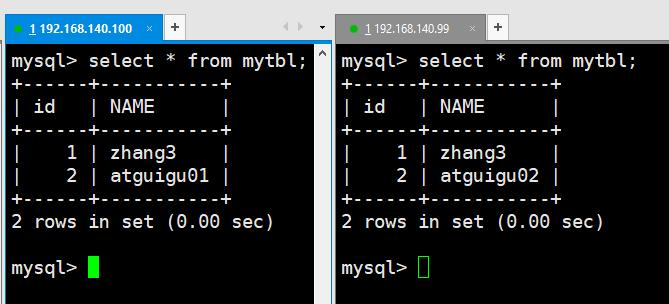 1 192.168.140.100
mysql> select * from mytbl;
+------+-----------+
| id   | NAME      |
+------+-----------+
|    1 | zhang3    |
|    2 | atguigu01 |
+------+-----------+
2 rows in set (0.00 sec)
mysql>
1 192.168.140.99
mysql> select * from mytbl;
+------+-----------+
| id   | NAME      |
+------+-----------+
|    1 | zhang3    |
|    2 | atguigu02 |
+------+-----------+
2 rows in set (0.00 sec)
mysql>